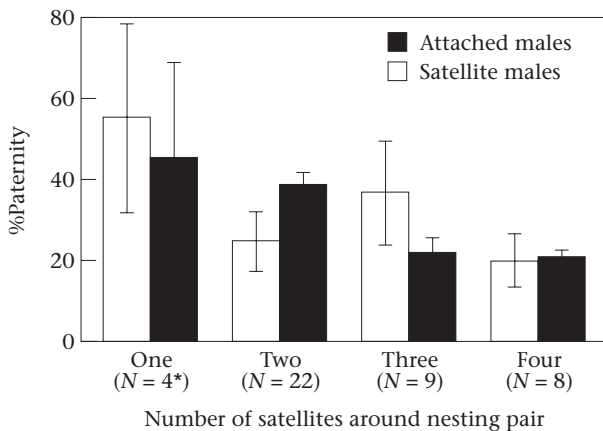 80
60
40
20
0
%Paternity
Attached males
Satellite males
One Two Three Four
(N = 4*) (N = 22) (N = 9) (N = 8)
Number of satellites around nesting pair